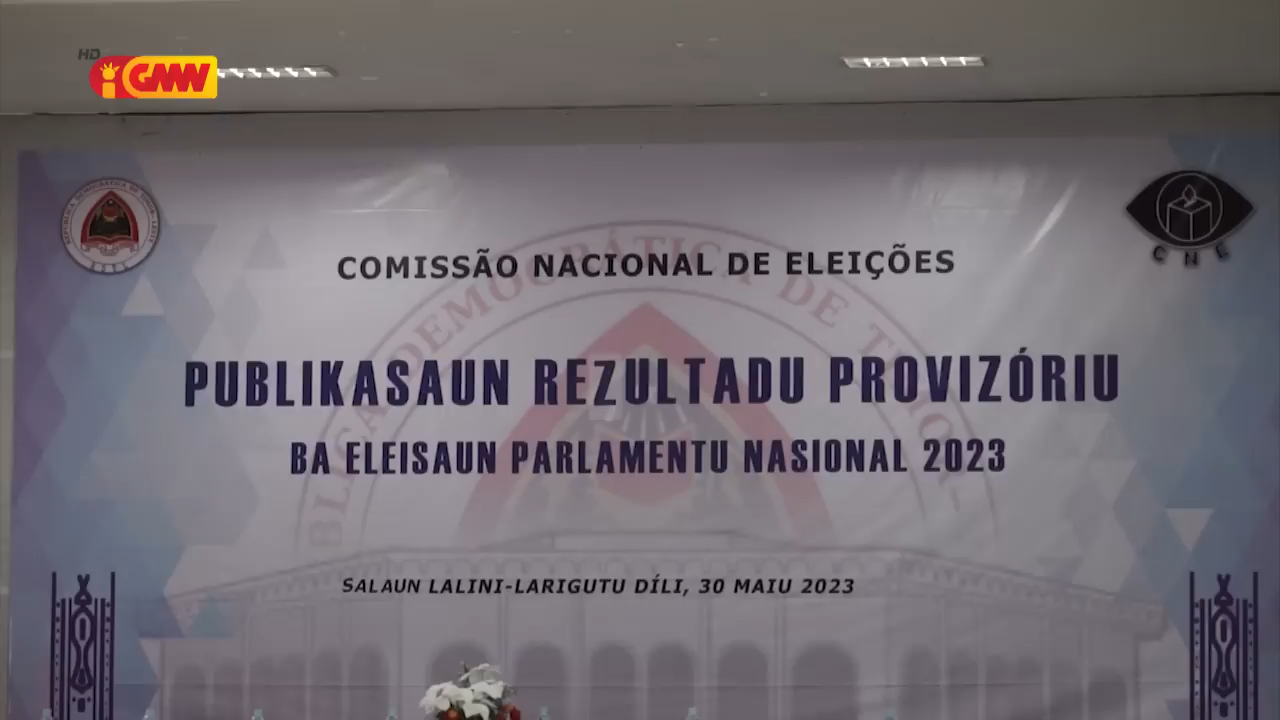 HD
GMN
COMISSÃO NACIONAL DE ELEIÇÕES
CNE
PUBLIKASAUN REZULTADU PROVIZÓRIU
BA ELEISAUN PARLAMENTU NASIONAL 2023
SALAUN LALINI-LARIGUTU DÍLI, 30 MAIU 2023